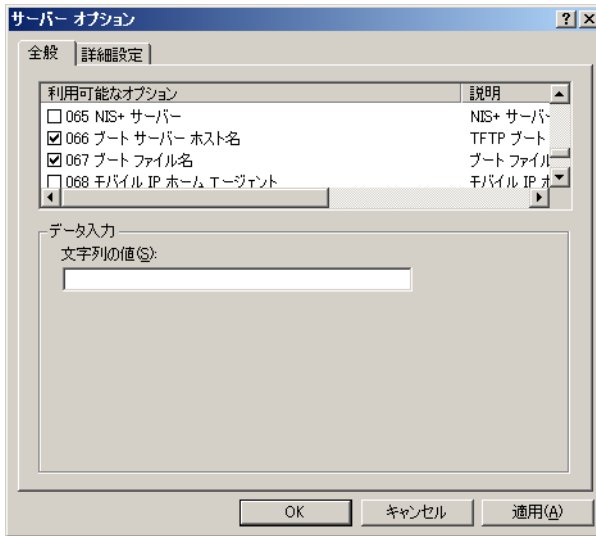 サーバー オプション
全般 詳細設定
利用可能なオプション 説明
065 NIS+ サーバー NIS+ サーバ
066 ブート サーバー ホスト名 TFTP ブート
067 ブート ファイル名 ブート ファイル
068 モバイル IP ホーム エージェント モバイル IP ホ
データ入力
文字列の値(S):
OK キャンセル 適用(A)